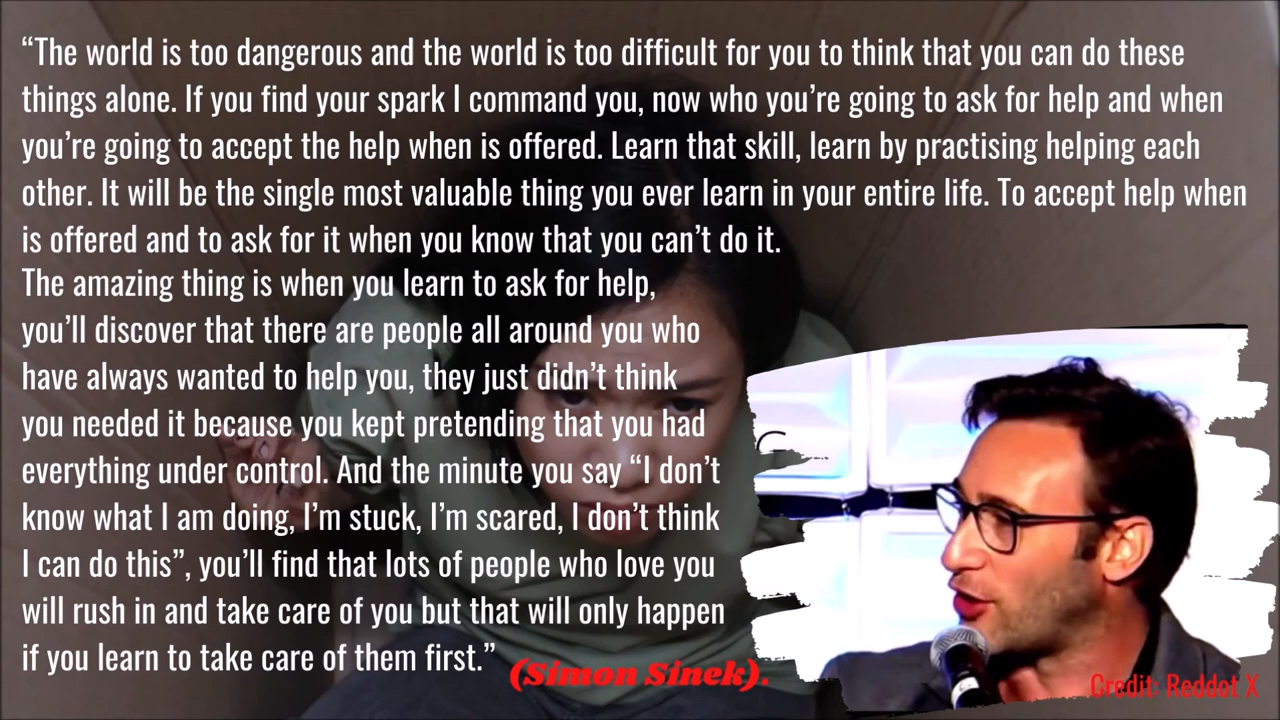 “The world is too dangerous and the world is too difficult for you to think that you can do these
things alone. If you find your spark I command you, now who you’re going to ask for help and when
you’re going to accept the help when is offered. Learn that skill, learn by practising helping each
other. It will be the single most valuable thing you ever learn in your entire life. To accept help when
is offered and to ask for it when you know that you can’t do it.
The amazing thing is when you learn to ask for help,
you’ll discover that there are people all around you who
have always wanted to help you, they just didn’t think
you needed it because you kept pretending that you had
everything under control. And the minute you say “I don’t
know what I am doing, I’m stuck, I’m scared, I don’t think
I can do this”, you’ll find that lots of people who love you
will rush in and take care of you but that will only happen
if you learn to take care of them first.”
(Simon Sinek).
Credit: Reddot X